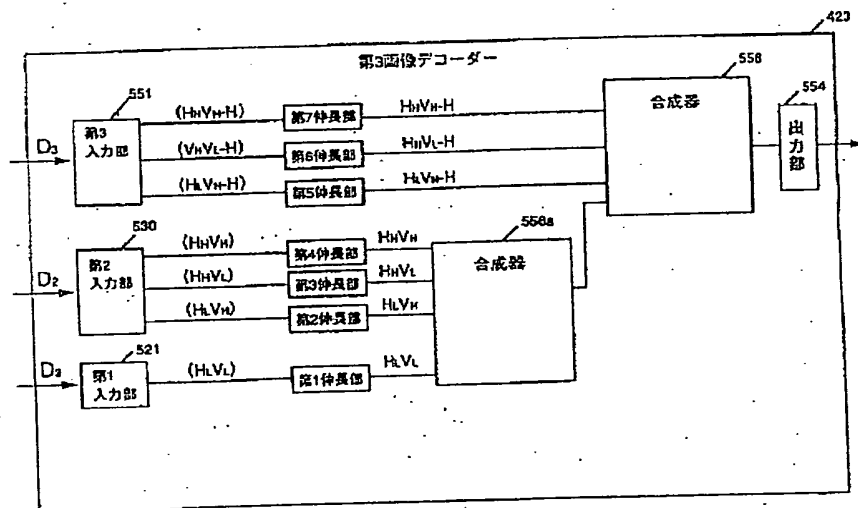 423
第3画像デコーダー
551
558
554
第3
入力部
D3
(HHVH-H)
第7伸長部
HHVH-H
(VHVL-H)
第6伸長部
HHVL-H
(HLVH-H)
第5伸長部
HLVH-H
合成器
出力部
530
第2
入力部
D2
(HHVH)
第4伸長部
HHVH
(HHVL)
第3伸長部
HHVL
(HLVH)
第2伸長部
HLVH
556a
合成器
521
第1
入力部
D3
(HLVL)
第1伸長部
HLVL